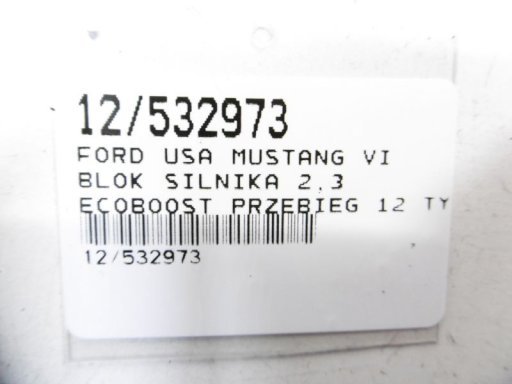 12/532973
FORD USA MUSTANG VI
BLOK SILNIKA 2,3
ECOBOOST PRZEBIEG 12 TY
12/532973